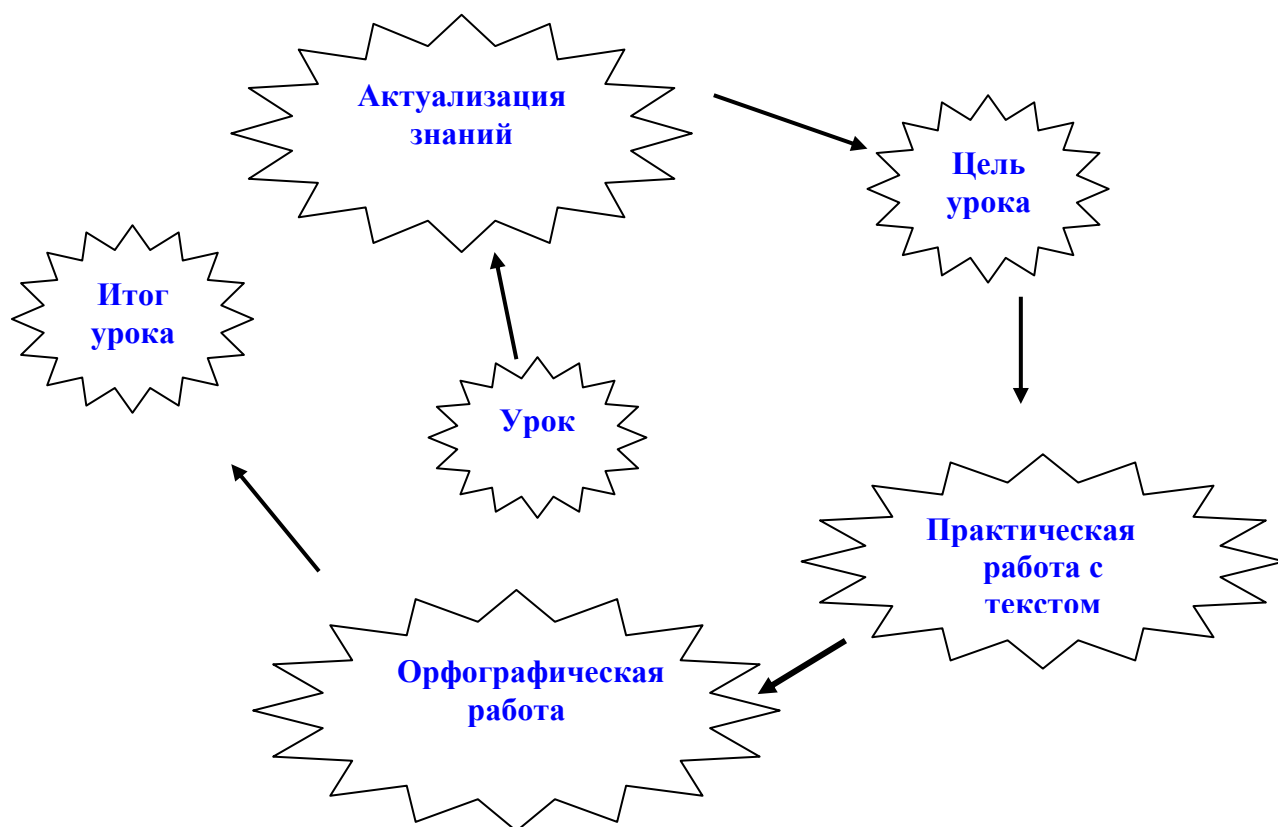 Актуализация
знаний
Цель
урока
Итог
урока
Урок
Практическая
работа с
текстом
Орфографическая
работа